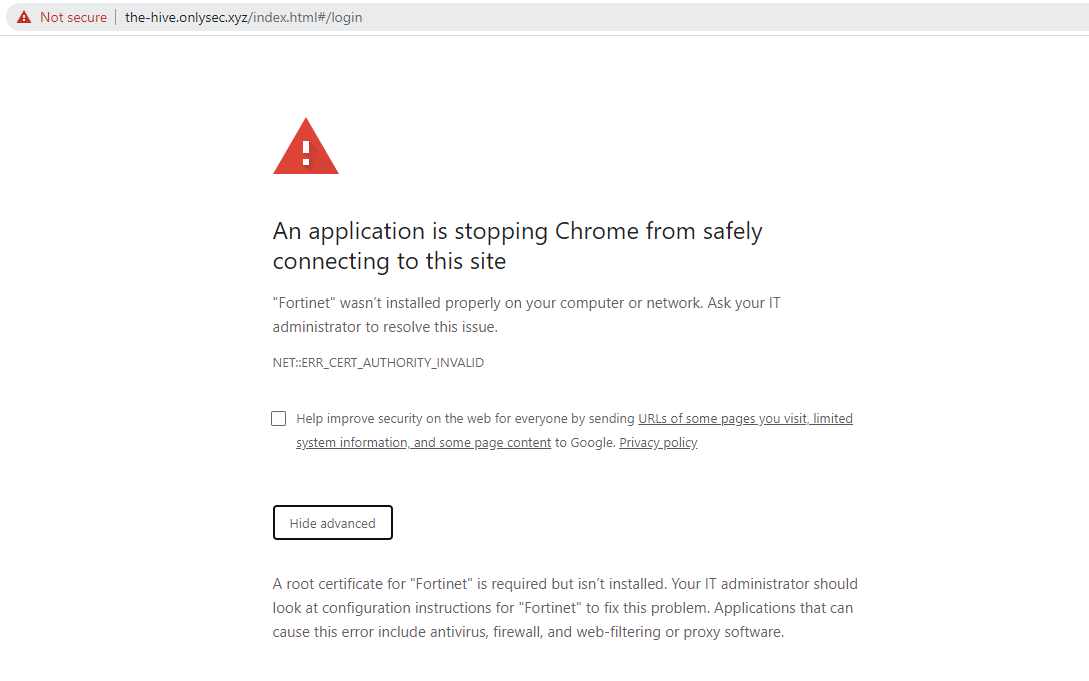 Not secure | the-hive.onlysec.xyz/index.html#/login
An application is stopping Chrome from safely
connecting to this site
"Fortinet" wasn’t installed properly on your computer or network. Ask your IT
administrator to resolve this issue.
NET::ERR_CERT_AUTHORITY_INVALID
Help improve security on the web for everyone by sending URLs of some pages you visit, limited
system information, and some page content to Google. Privacy policy
Hide advanced
A root certificate for "Fortinet" is required but isn’t installed. Your IT administrator should
look at configuration instructions for "Fortinet" to fix this problem. Applications that can
cause this error include antivirus, firewall, and web-filtering or proxy software.